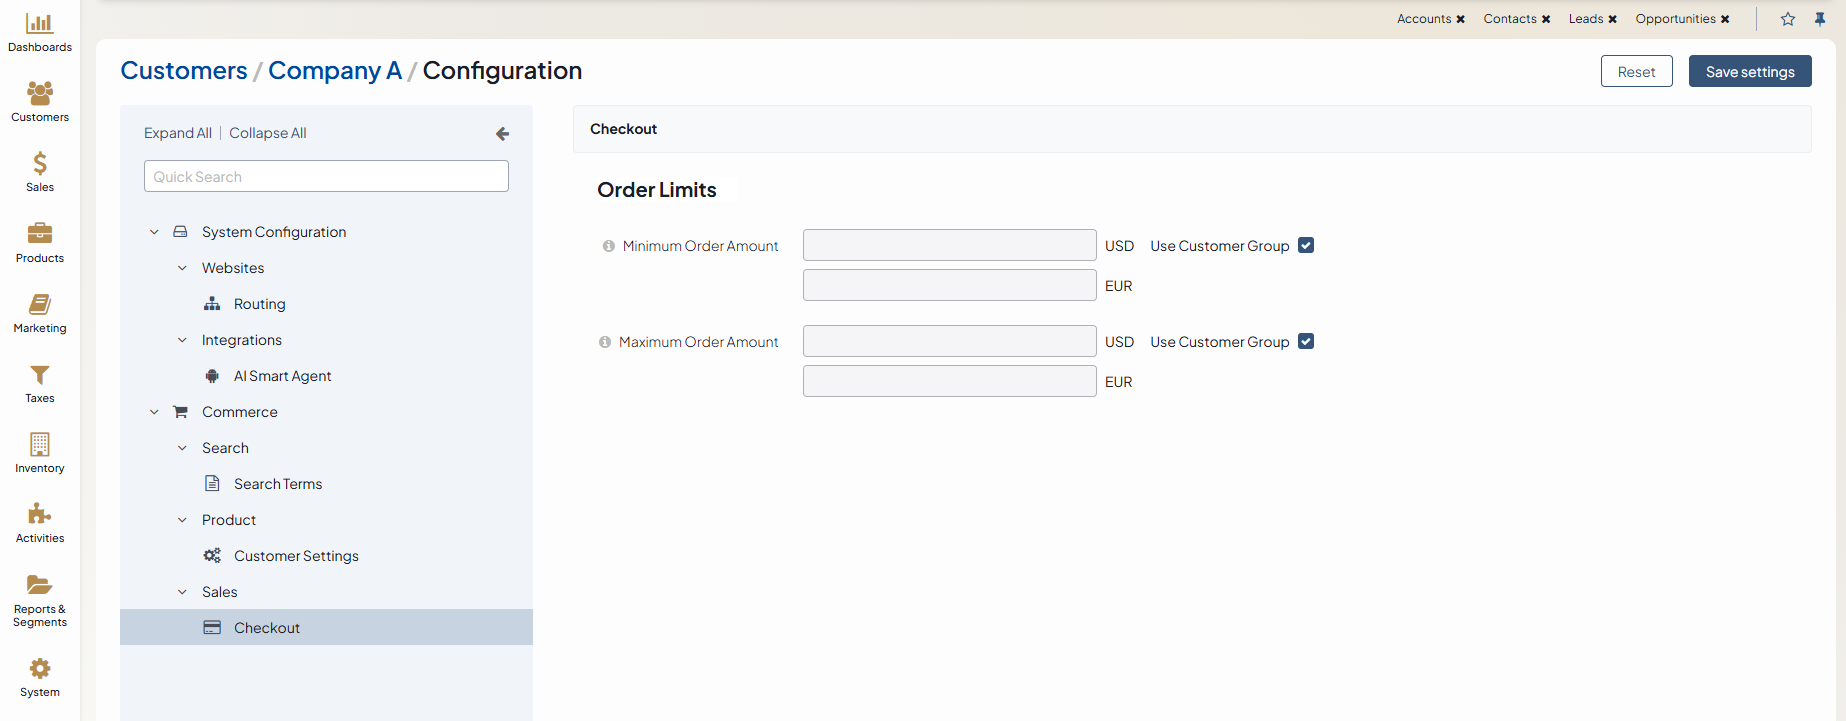 Dashboards
Customers
Sales
Products
Marketing
Taxes
Inventory
Activities
Reports &
Segments
System
Accounts ✖ Contacts ✖ Leads ✖ Opportunities ✖
Customers / Company A / Configuration
Reset Save settings
Expand All | Collapse All
Quick Search
System Configuration
Websites
Routing
Integrations
AI Smart Agent
Commerce
Search
Search Terms
Product
Customer Settings
Sales
Checkout
Checkout
Order Limits
Minimum Order Amount USD Use Customer Group
EUR
Maximum Order Amount USD Use Customer Group
EUR